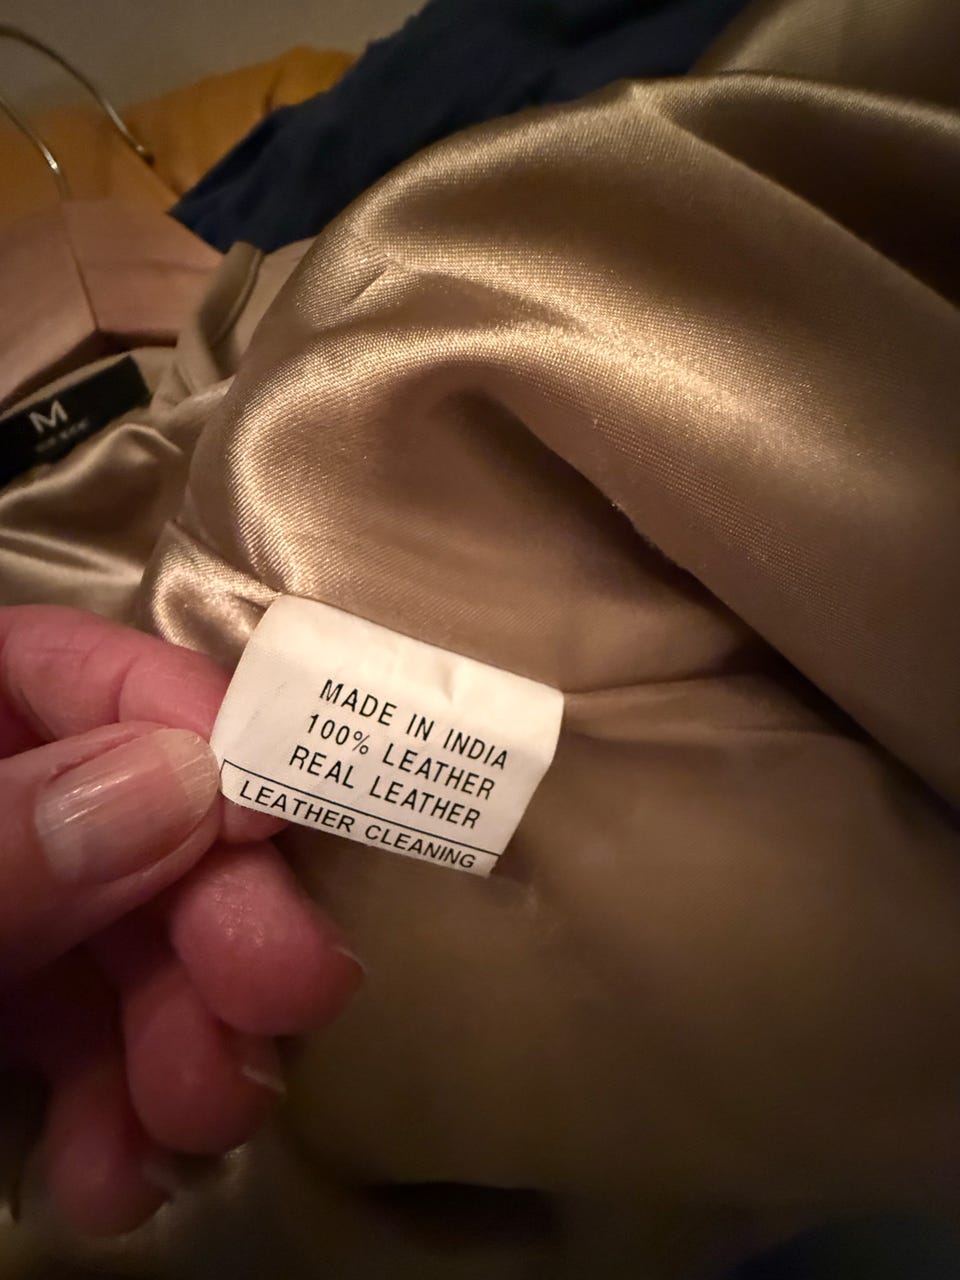 M
MADE IN INDIA
100% LEATHER
REAL LEATHER
LEATHER CLEANING